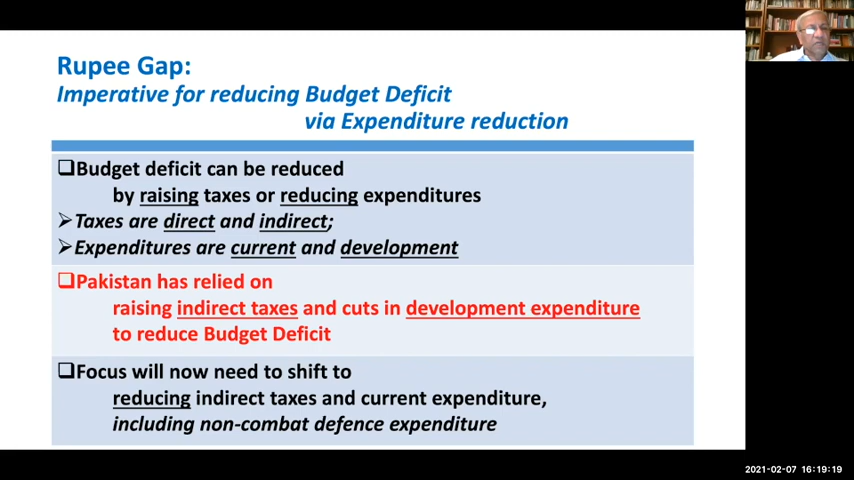 Rupee Gap:
Imperative for reducing Budget Deficit
via Expenditure reduction
❑Budget deficit can be reduced
by raising taxes or reducing expenditures
➢Taxes are direct and indirect;
➢Expenditures are current and development
❑Pakistan has relied on
raising indirect taxes and cuts in development expenditure
to reduce Budget Deficit
❑Focus will now need to shift to
reducing indirect taxes and current expenditure,
including non-combat defence expenditure
2021-02-07 16:19:19